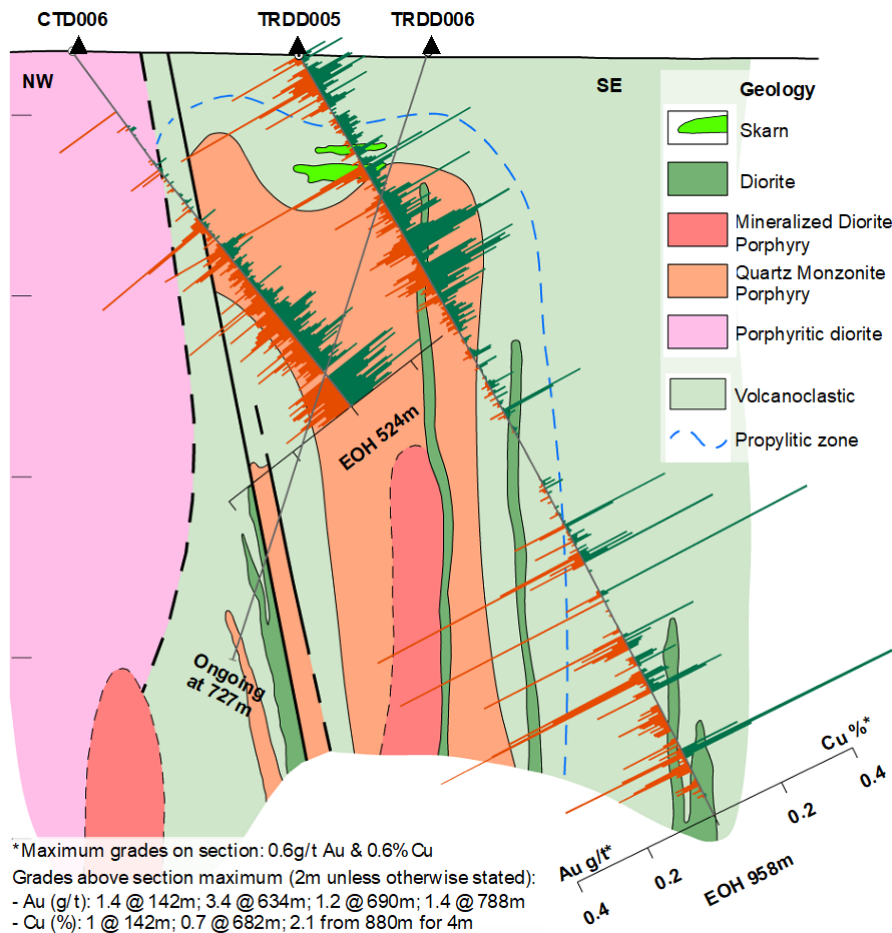 CTD006
TRDD005
TRDD006
NW
SE
Geology
Skarn
Diorite
Mineralized Diorite
Porphyry
Quartz Monzonite
Porphyry
Porphyritic diorite
Volcanoclastic
Propylitic zone
EOH 524m
Ongoing
at 727m
Cu %*
0.4
0.2
Au g/t*
0.2
0.4
EOH 958m
*Maximum grades on section: 0.6g/t Au & 0.6% Cu
Grades above section maximum (2m unless otherwise stated):
- Au (g/t): 1.4 @ 142m; 3.4 @ 634m; 1.2 @ 690m; 1.4 @ 788m
- Cu (%): 1 @ 142m; 0.7 @ 682m; 2.1 from 880m for 4m